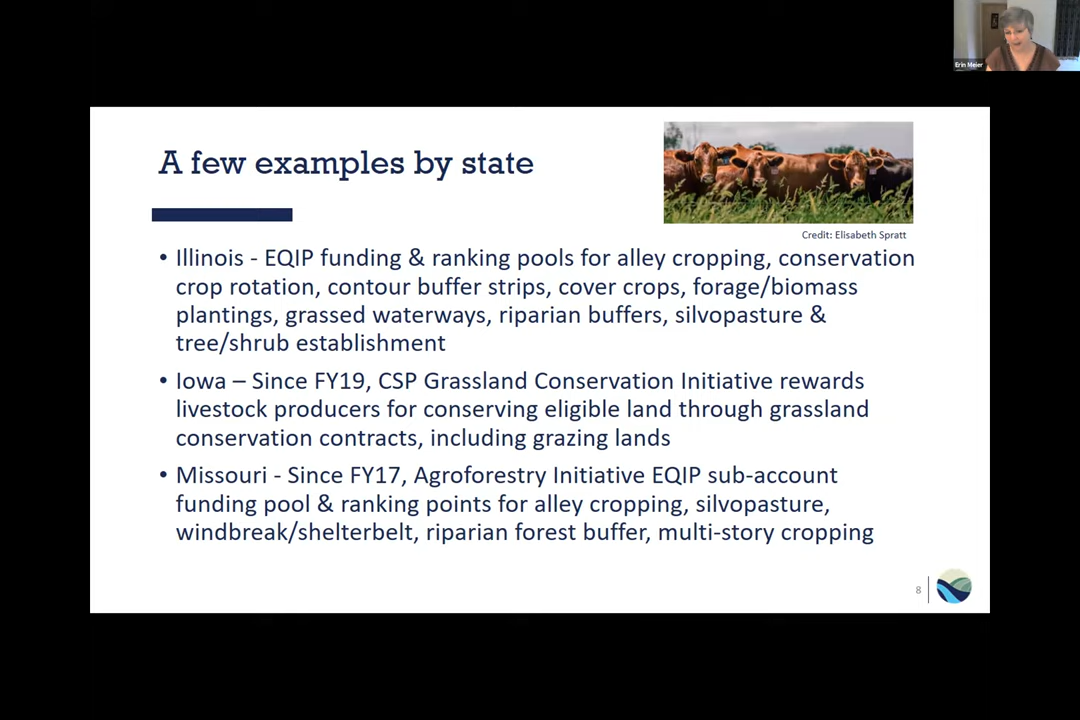 Erin Meier
A few examples by state
Credit: Elisabeth Spratt
• Illinois - EQIP funding & ranking pools for alley cropping, conservation
crop rotation, contour buffer strips, cover crops, forage/biomass
plantings, grassed waterways, riparian buffers, silvopasture &
tree/shrub establishment
• Iowa – Since FY19, CSP Grassland Conservation Initiative rewards
livestock producers for conserving eligible land through grassland
conservation contracts, including grazing lands
• Missouri - Since FY17, Agroforestry Initiative EQIP sub-account
funding pool & ranking points for alley cropping, silvopasture,
windbreak/shelterbelt, riparian forest buffer, multi-story cropping
8